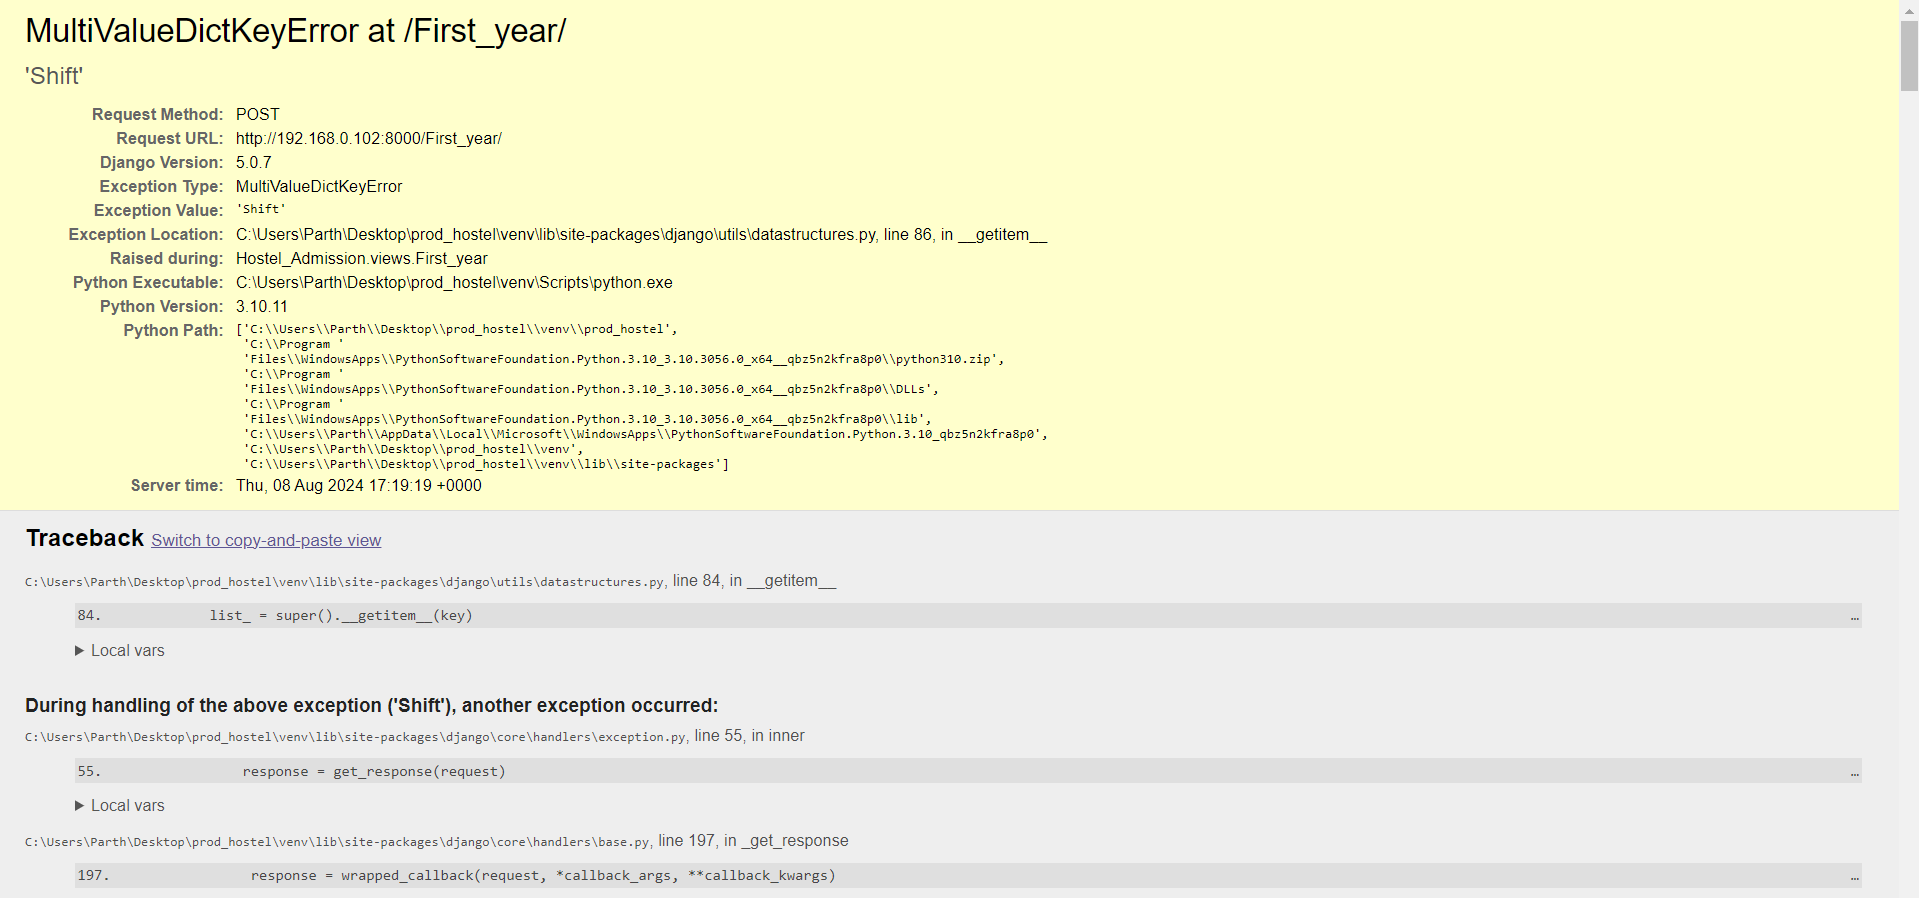 MultiValueDictKeyError at /First_year/
'Shift'
Request Method: POST
Request URL: http://192.168.0.102:8000/First_year/
Django Version: 5.0.7
Exception Type: MultiValueDictKeyError
Exception Value: 'Shift'
Exception Location: C:\Users\Parth\Desktop\prod_hostel\venv\lib\site-packages\django\utils\datastructures.py, line 86, in __getitem__
Raised during: Hostel_Admission.views.First_year
Python Executable: C:\Users\Parth\Desktop\prod_hostel\venv\Scripts\python.exe
Python Version: 3.10.11
Python Path: ['C:\\Users\\Parth\\Desktop\\prod_hostel\\venv\\prod_hostel',
'C:\\Program '
'Files\\WindowsApps\\PythonSoftwareFoundation.Python.3.10_3.10.3056.0_x64__qbz5n2kfra8p0\\python310.zip',
'C:\\Program '
'Files\\WindowsApps\\PythonSoftwareFoundation.Python.3.10_3.10.3056.0_x64__qbz5n2kfra8p0\\DLLs',
'C:\\Program '
'Files\\WindowsApps\\PythonSoftwareFoundation.Python.3.10_3.10.3056.0_x64__qbz5n2kfra8p0\\lib',
'C:\\Users\\Parth\\AppData\\Local\\Microsoft\\WindowsApps\\PythonSoftwareFoundation.Python.3.10_qbz5n2kfra8p0',
'C:\\Users\\Parth\\Desktop\\prod_hostel\\venv',
'C:\\Users\\Parth\\Desktop\\prod_hostel\\venv\\lib\\site-packages']
Server time: Thu, 08 Aug 2024 17:19:19 +0000
Traceback Switch to copy-and-paste view
C:\Users\Parth\Desktop\prod_hostel\venv\lib\site-packages\django\utils\datastructures.py, line 84, in __getitem__
84. list_ = super().__getitem__(key) …
▶ Local vars
During handling of the above exception ('Shift'), another exception occurred:
C:\Users\Parth\Desktop\prod_hostel\venv\lib\site-packages\django\core\handlers\exception.py, line 55, in inner
55. response = get_response(request) …
▶ Local vars
C:\Users\Parth\Desktop\prod_hostel\venv\lib\site-packages\django\core\handlers\base.py, line 197, in _get_response
197. response = wrapped_callback(request, *callback_args, **callback_kwargs) …